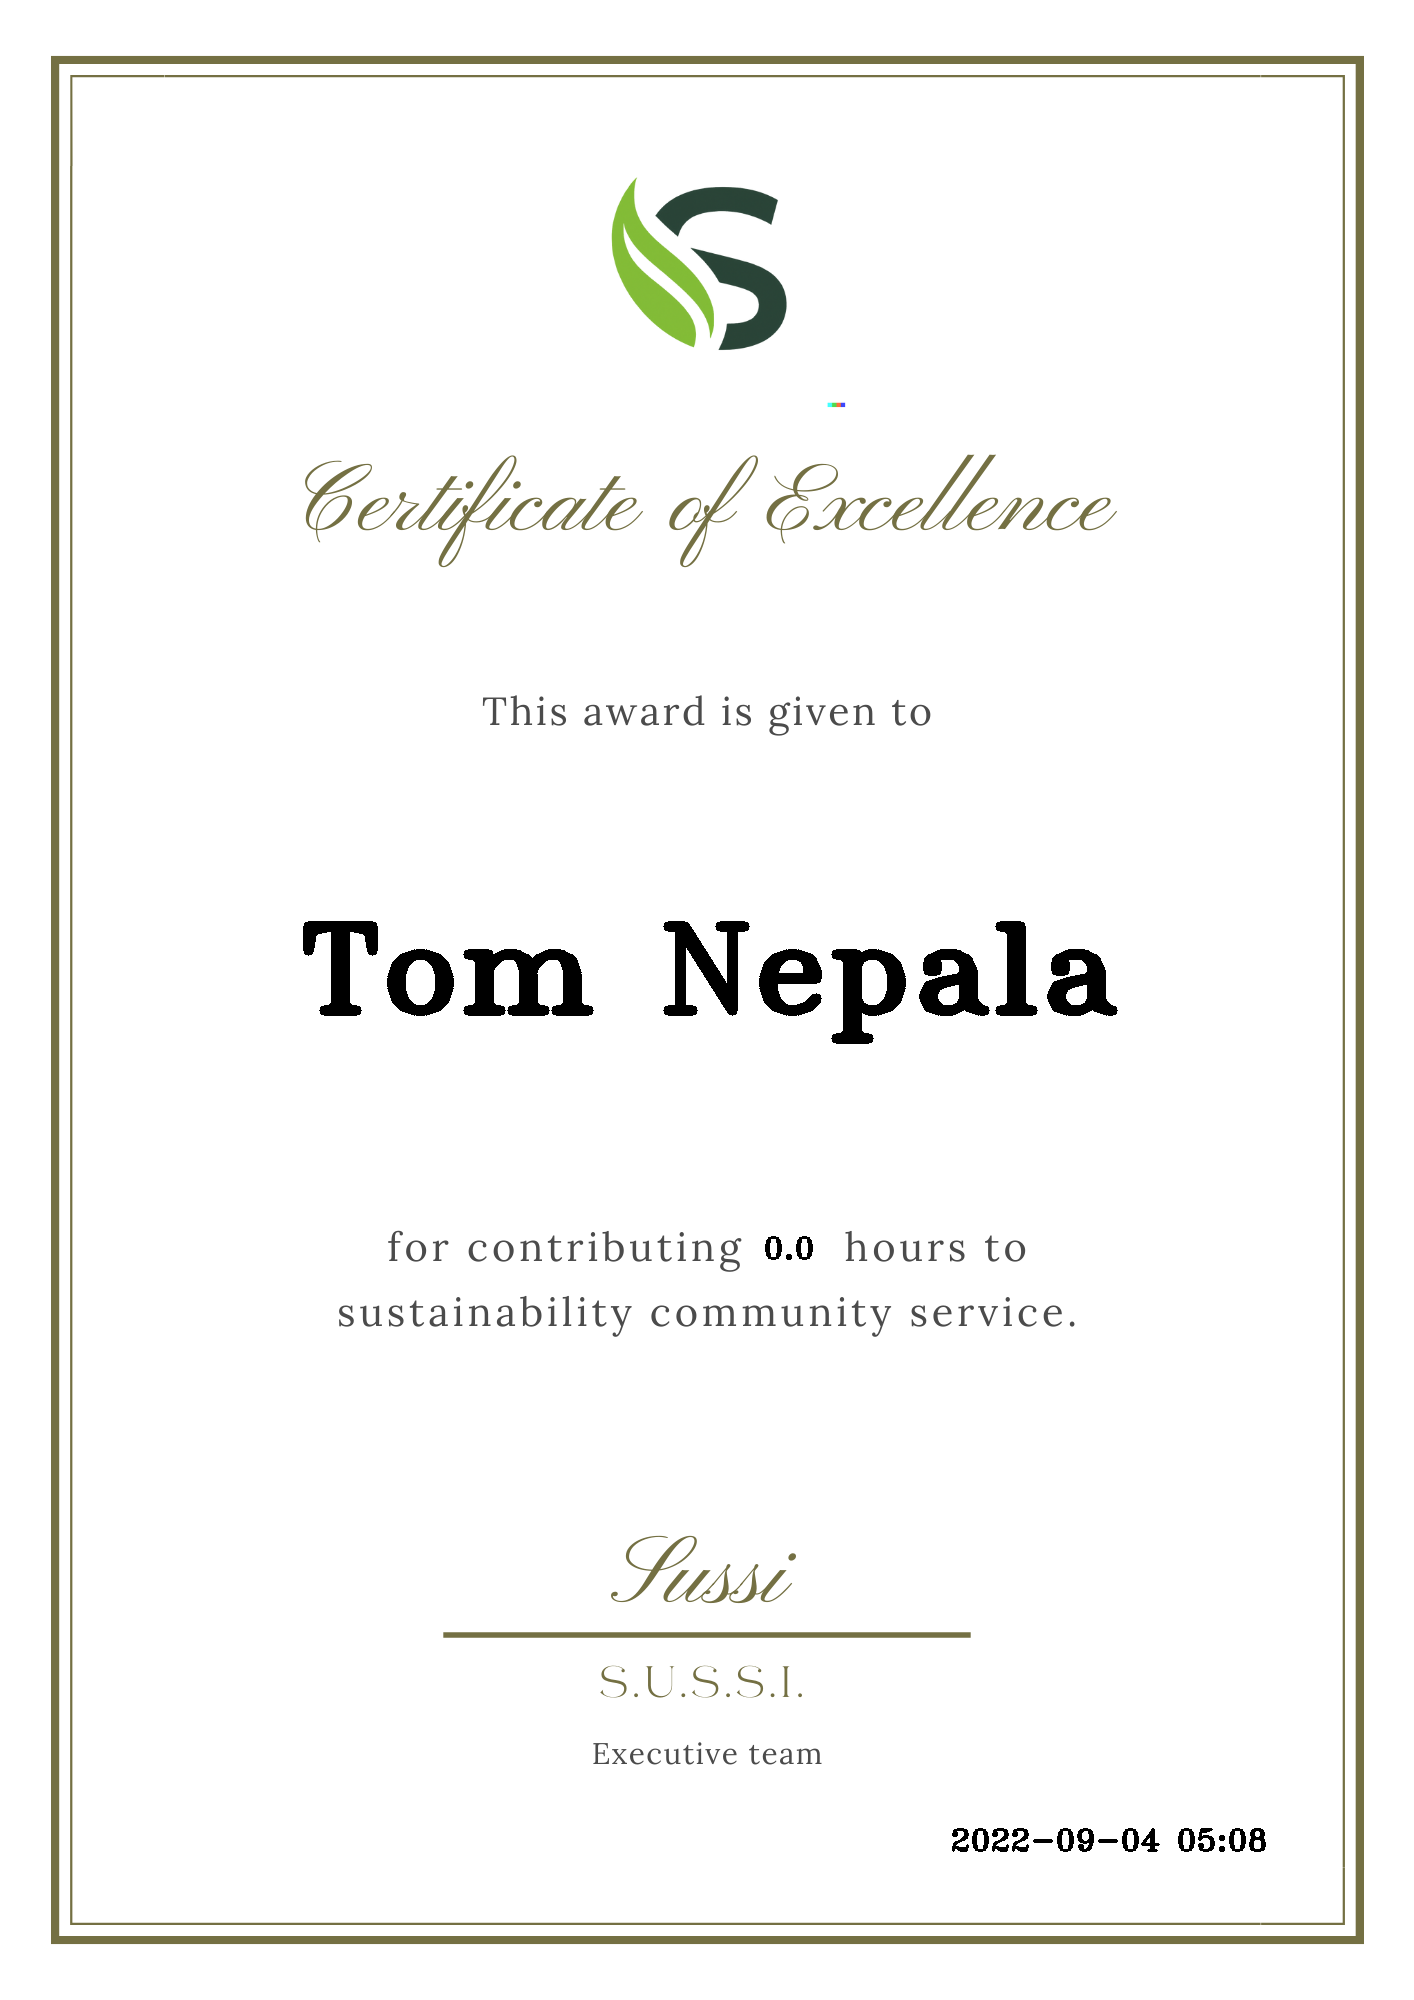 Certificate of Excellence
This award is given to
Tom Nepala
for contributing 0.0 hours to
sustainability community service.
Sussi
S.U.S.S.I.
Executive team
2022-09-04 05:08